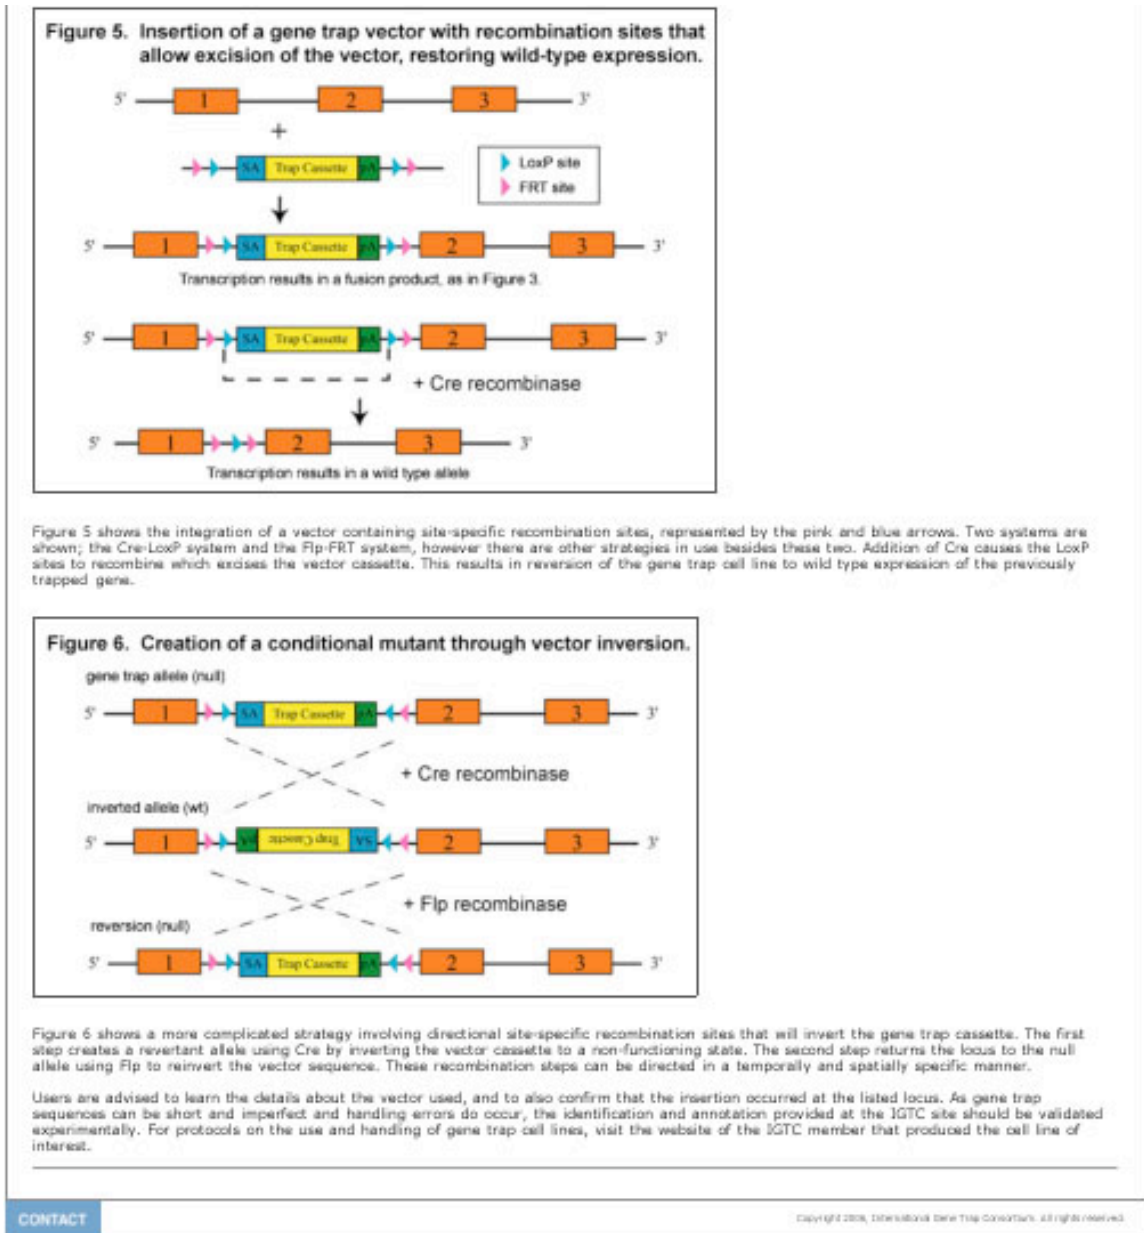 Figure 5. Insertion of a gene trap vector with recombination sites that
allow excision of the vector, restoring wild-type expression.
5' 1 2 3 3'
+
SA Trap Cassette pA
LoxP site
FRT site
5' 1 SA Trap Cassette pA 2 3 3'
Transcription results in a fusion product, as in Figure 3.
5' 1 SA Trap Cassette pA 2 3 3'
+ Cre recombinase
5' 1 2 3 3'
Transcription results in a wild type allele
Figure 5 shows the integration of a vector containing site-specific recombination sites, represented by the pink and blue arrows. Two systems are
shown; the Cre-LoxP system and the Flp-FRT system, however there are other strategies in use besides these two. Addition of Cre causes the LoxP
sites to recombine which excises the vector cassette. This results in reversion of the gene trap cell line to wild type expression of the previously
trapped gene.
Figure 6. Creation of a conditional mutant through vector inversion.
gene trap allele (null)
5' 1 SA Trap Cassette pA 2 3 3'
+ Cre recombinase
inverted allele (wt)
5' 1 pA Trap Cassette SA 2 3 3'
+ Flp recombinase
reversion (null)
5' 1 SA Trap Cassette pA 2 3 3'
Figure 6 shows a more complicated strategy involving directional site-specific recombination sites that will invert the gene trap cassette. The first
step creates a revertant allele using Cre by inverting the vector cassette to a non-functioning state. The second step returns the locus to the null
allele using Flp to reinvert the vector sequence. These recombination steps can be directed in a temporally and spatially specific manner.
Users are advised to learn the details about the vector used, and to also confirm that the insertion occurred at the listed locus. As gene trap
sequences can be short and imperfect and handling errors do occur, the identification and annotation provided at the IGTC site should be validated
experimentally. For protocols on the use and handling of gene trap cell lines, visit the website of the IGTC member that produced the cell line of
interest.
CONTACT
Copyright 2006, International Gene Trap Consortium. All rights reserved.